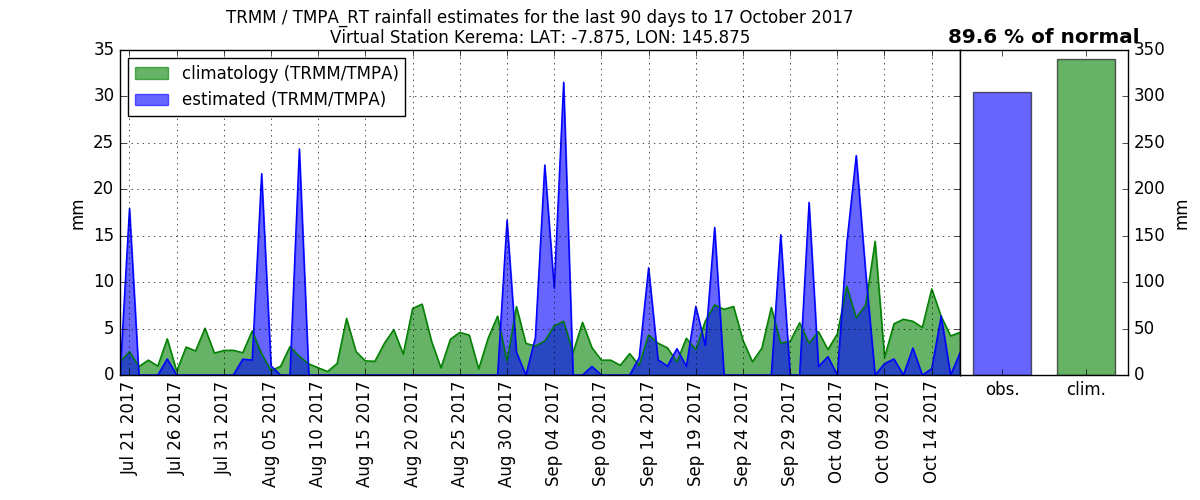 TRMM / TMPA_RT rainfall estimates for the last 90 days to 17 October 2017
Virtual Station Kerema: LAT: -7.875, LON: 145.875
89.6 % of normal
climatology (TRMM/TMPA)
estimated (TRMM/TMPA)
mm
35
30
25
20
15
10
5
0
Jul 21 2017
Jul 26 2017
Jul 31 2017
Aug 05 2017
Aug 10 2017
Aug 15 2017
Aug 20 2017
Aug 25 2017
Aug 30 2017
Sep 04 2017
Sep 09 2017
Sep 14 2017
Sep 19 2017
Sep 24 2017
Sep 29 2017
Oct 04 2017
Oct 09 2017
Oct 14 2017
obs.
clim.
350
300
250
200
150
100
50
0
mm